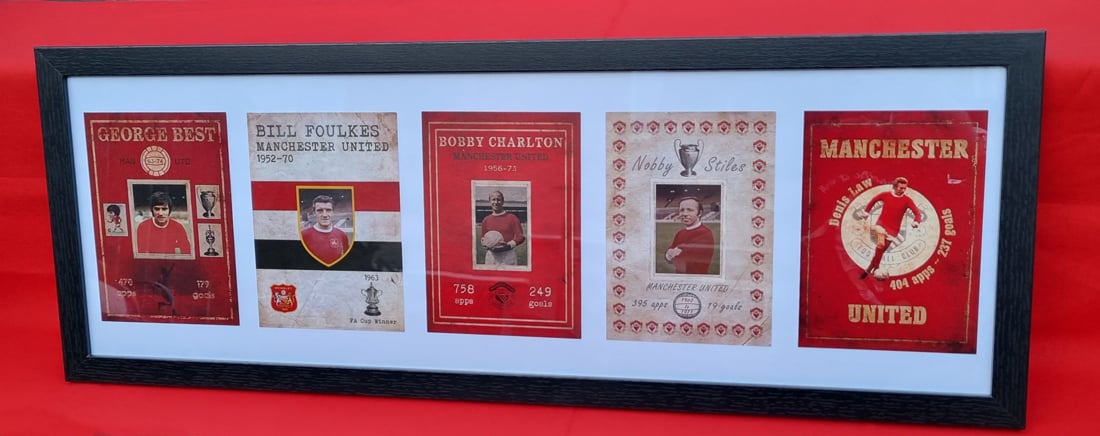 GEORGE BEST
MAN UTD
63-74
470 apps
179 goals
BILL FOULKES
MANCHESTER UNITED
1952-70
1963
FA Cup Winner
BOBBY CHARLTON
MANCHESTER UNITED
1956-73
758 apps
249 goals
Nobby Stiles
MANCHESTER UNITED
395 apps
19 goals
MANCHESTER
Denis Law
404 apps - 237 goals
UNITED